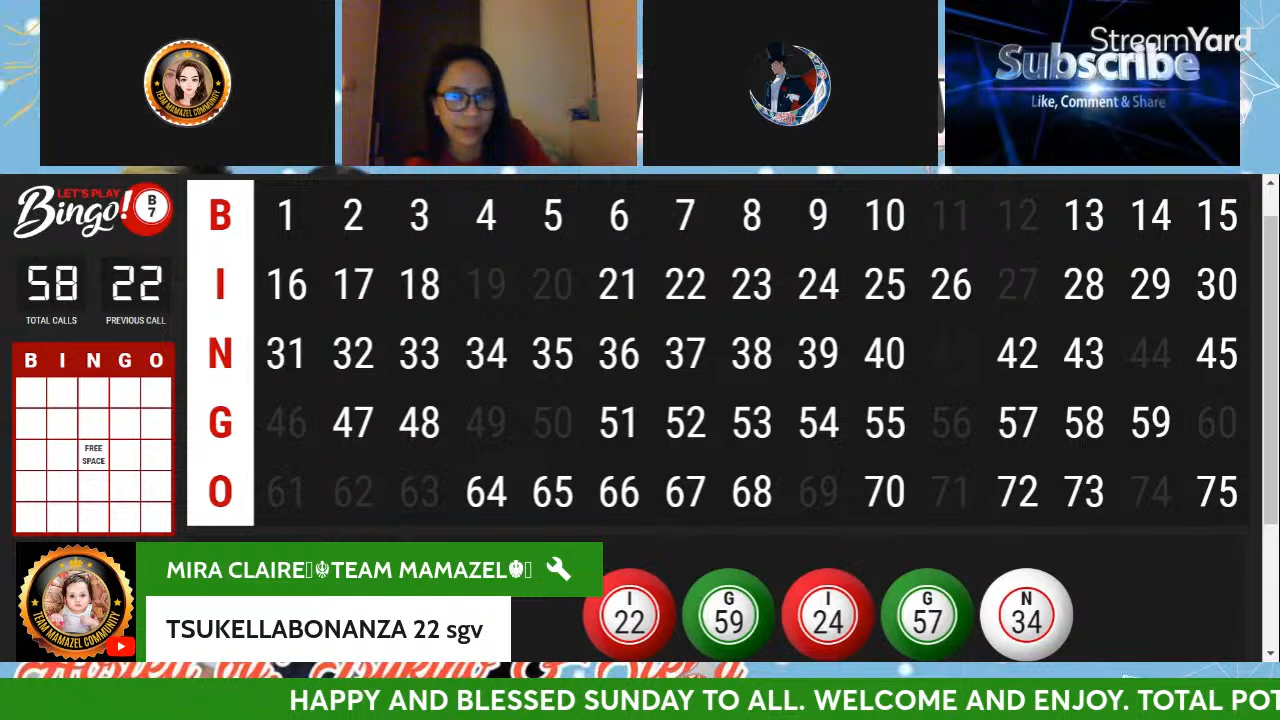 TEAM MAMAZEL COMMUNITY
StreamYard
Subscribe
Like, Comment & Share
LET'S PLAY
Bingo!
B
7
58 22
TOTAL CALLS PREVIOUS CALL
B I N G O
FREE
SPACE
B 1 2 3 4 5 6 7 8 9 10 11 12 13 14 15
I 16 17 18 19 20 21 22 23 24 25 26 27 28 29 30
N 31 32 33 34 35 36 37 38 39 40 42 43 44 45
G 46 47 48 49 50 51 52 53 54 55 56 57 58 59 60
O 61 62 63 64 65 66 67 68 69 70 71 72 73 74 75
TEAM MAMAZEL COMMUNITY
MIRA CLAIRE TEAM MAMAZEL
TSUKELLABONANZA 22 sgv
I 22
G 59
I 24
G 57
N 34
HAPPY AND BLESSED SUNDAY TO ALL. WELCOME AND ENJOY. TOTAL POT